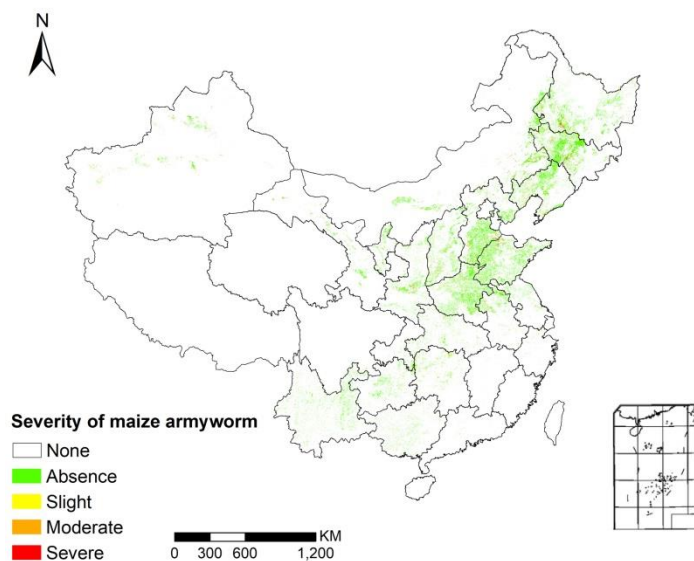 N
Severity of maize armyworm
None
Absence
Slight
Moderate
Severe
KM
0 300 600 1,200